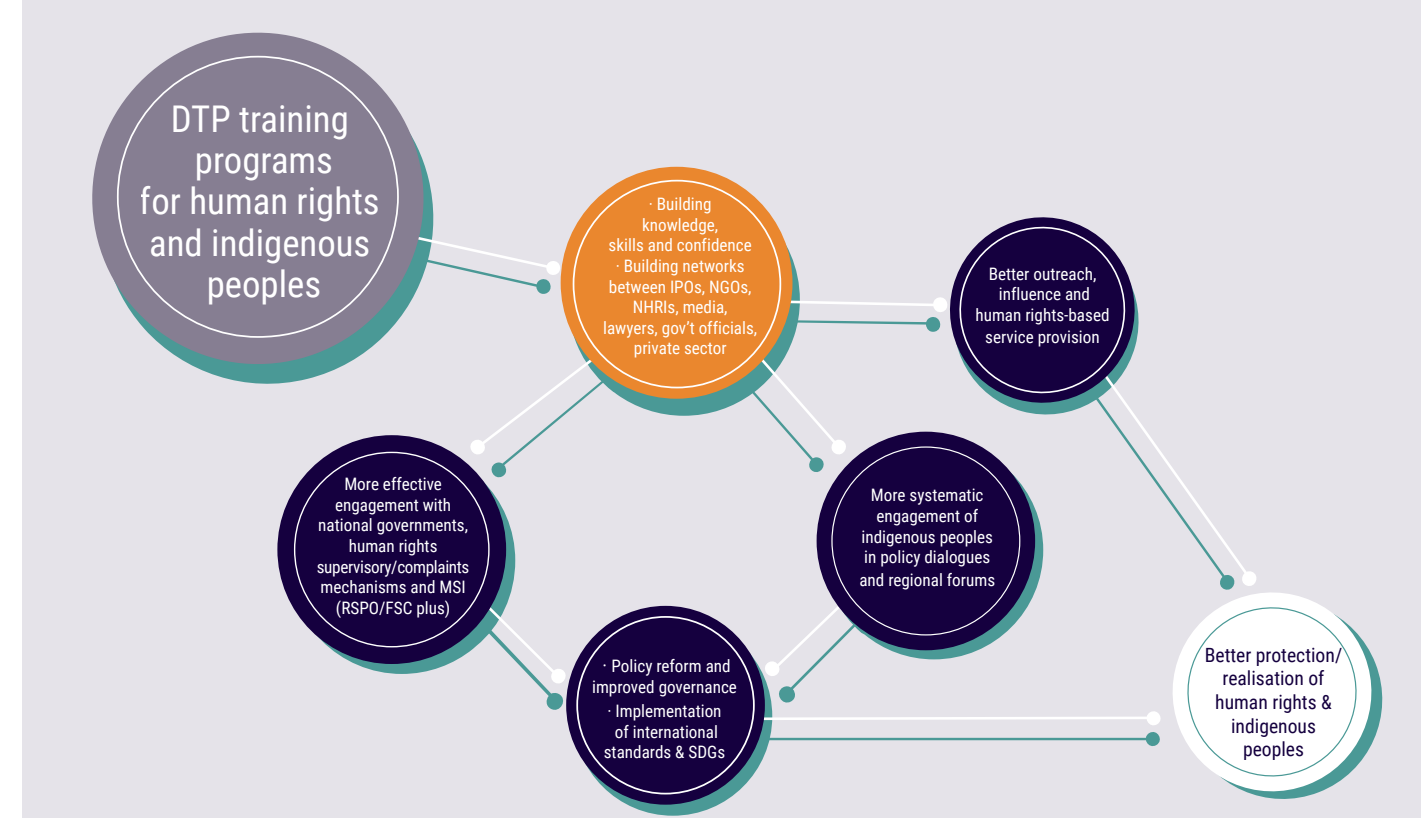 DTP training
programs
for human rights
and indigenous
peoples
· Building
knowledge,
skills and confidence
· Building networks
between IPOs, NGOs,
NHRIs, media,
lawyers, gov't officials,
private sector
Better outreach,
influence and
human rights-based
service provision
More effective
engagement with
national governments,
human rights
supervisory/complaints
mechanisms and MSI
(RSPO/FSC plus)
More systematic
engagement of
indigenous peoples
in policy dialogues
and regional forums
· Policy reform and
improved governance
· Implementation
of international
standards & SDGs
Better protection/
realisation of
human rights &
indigenous
peoples